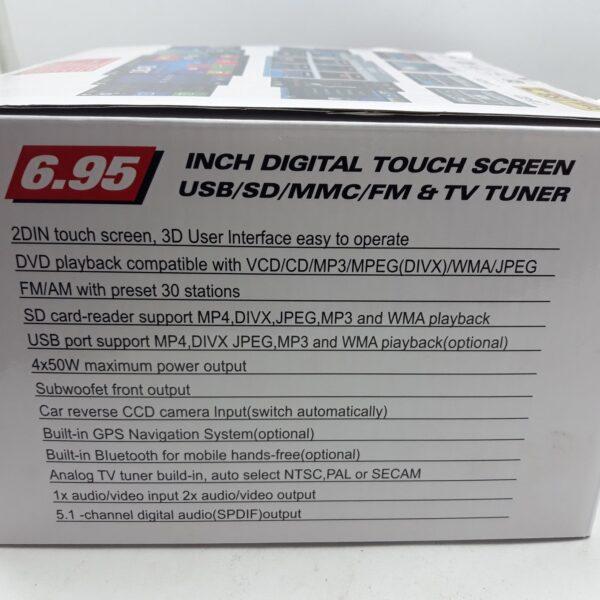 6.95
INCH DIGITAL TOUCH SCREEN
USB/SD/MMC/FM & TV TUNER
2DIN touch screen, 3D User Interface easy to operate
DVD playback compatible with VCD/CD/MP3/MPEG(DIVX)/WMA/JPEG
FM/AM with preset 30 stations
SD card-reader support MP4,DIVX,JPEG,MP3 and WMA playback
USB port support MP4,DIVX JPEG,MP3 and WMA piayback(optional)
4x50W maximum power output
Subwoofet front output
Car reverse CCD camera Input(switch automatically)
Built-in GPS Navigation System(optional)
Built-in Bluetooth for mobile hands-free(optional)
Analog TV tuner build-in, auto select NTSC,PAL or SECAM
1x audio/video input 2x audio/video output
5.1 -channel digital audio(SPDIF)output